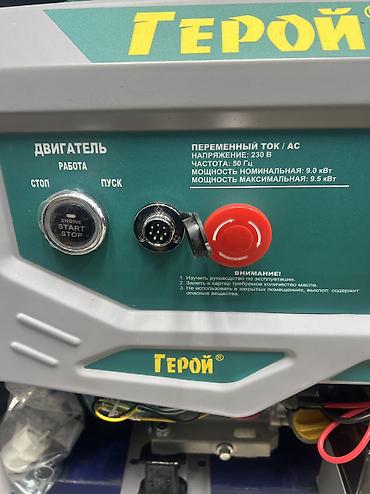 ГЕРОЙ®
ДВИГАТЕЛЬ
РАБОТА
СТОП ПУСК
ENGINE
START
STOP
ПЕРЕМЕННЫЙ ТОК / AC
НАПРЯЖЕНИЕ: 230 В
ЧАСТОТА: 50 Гц
МОЩНОСТЬ НОМИНАЛЬНАЯ: 9.0 кВт
МОЩНОСТЬ МАКСИМАЛЬНАЯ: 9.5 кВт
ВНИМАНИЕ!
1. Изучить руководство по эксплуатации.
2. Залить в картер требуемое количество масла.
3. Не использовать в закрытых помещениях, выхлоп содержит
опасные вещества.
ГЕРОЙ®